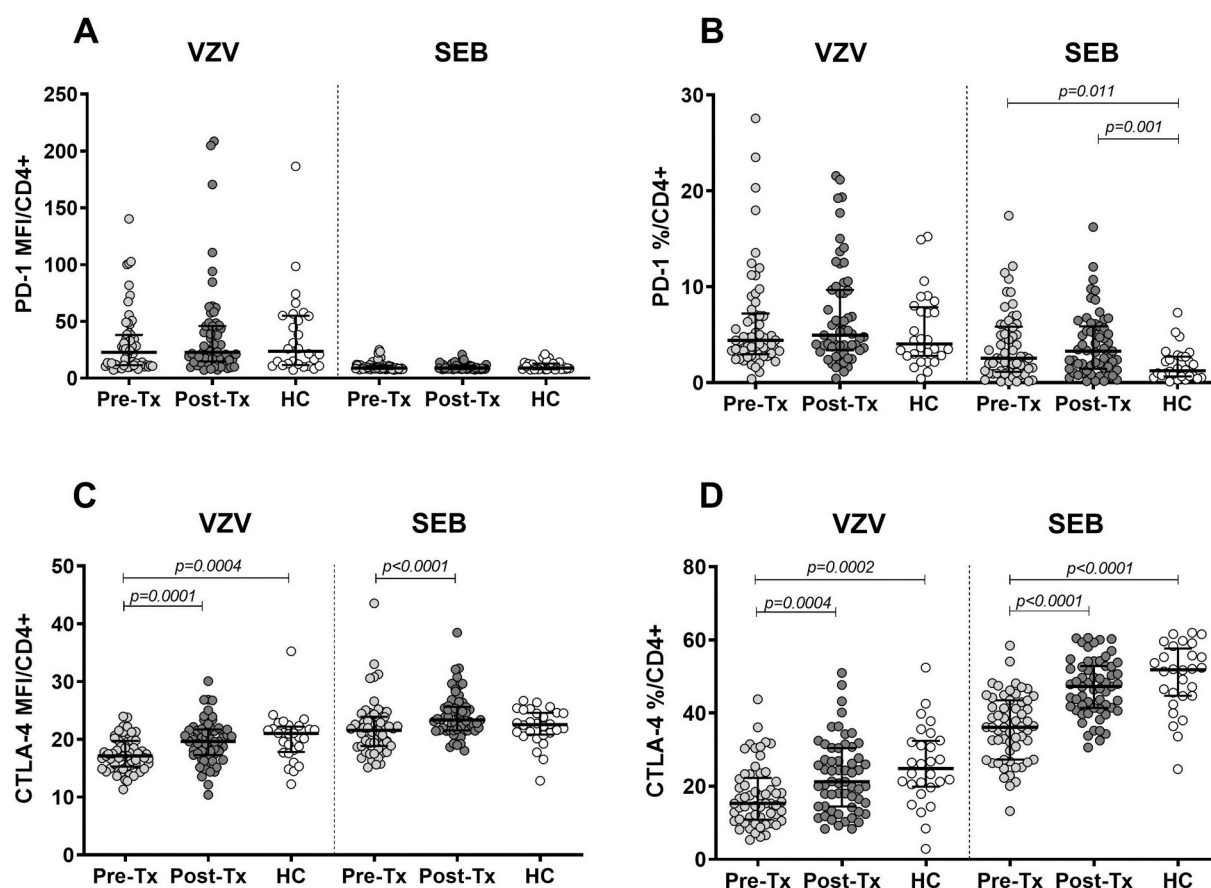 A
VZV SEB
PD-1 MFI/CD4+
250
200
150
100
50
0
Pre-Tx Post-Tx HC Pre-Tx Post-Tx HC
B
VZV SEB
PD-1 %/CD4+
30
20
10
0
p=0.011
p=0.001
Pre-Tx Post-Tx HC Pre-Tx Post-Tx HC
C
VZV SEB
CTLA-4 MFI/CD4+
50
40
30
20
10
0
p=0.0004 p<0.0001
p=0.0001
Pre-Tx Post-Tx HC Pre-Tx Post-Tx HC
D
VZV SEB
CTLA-4 %/CD4+
80
60
40
20
0
p=0.0002 p<0.0001
p=0.0004 p<0.0001
Pre-Tx Post-Tx HC Pre-Tx Post-Tx HC